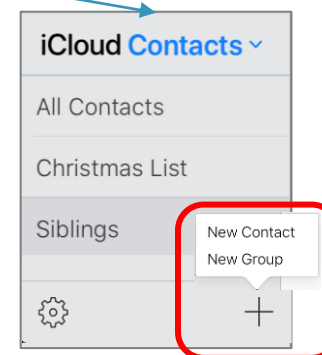 iCloud Contacts
All Contacts
Christmas List
Siblings
New Contact
New Group